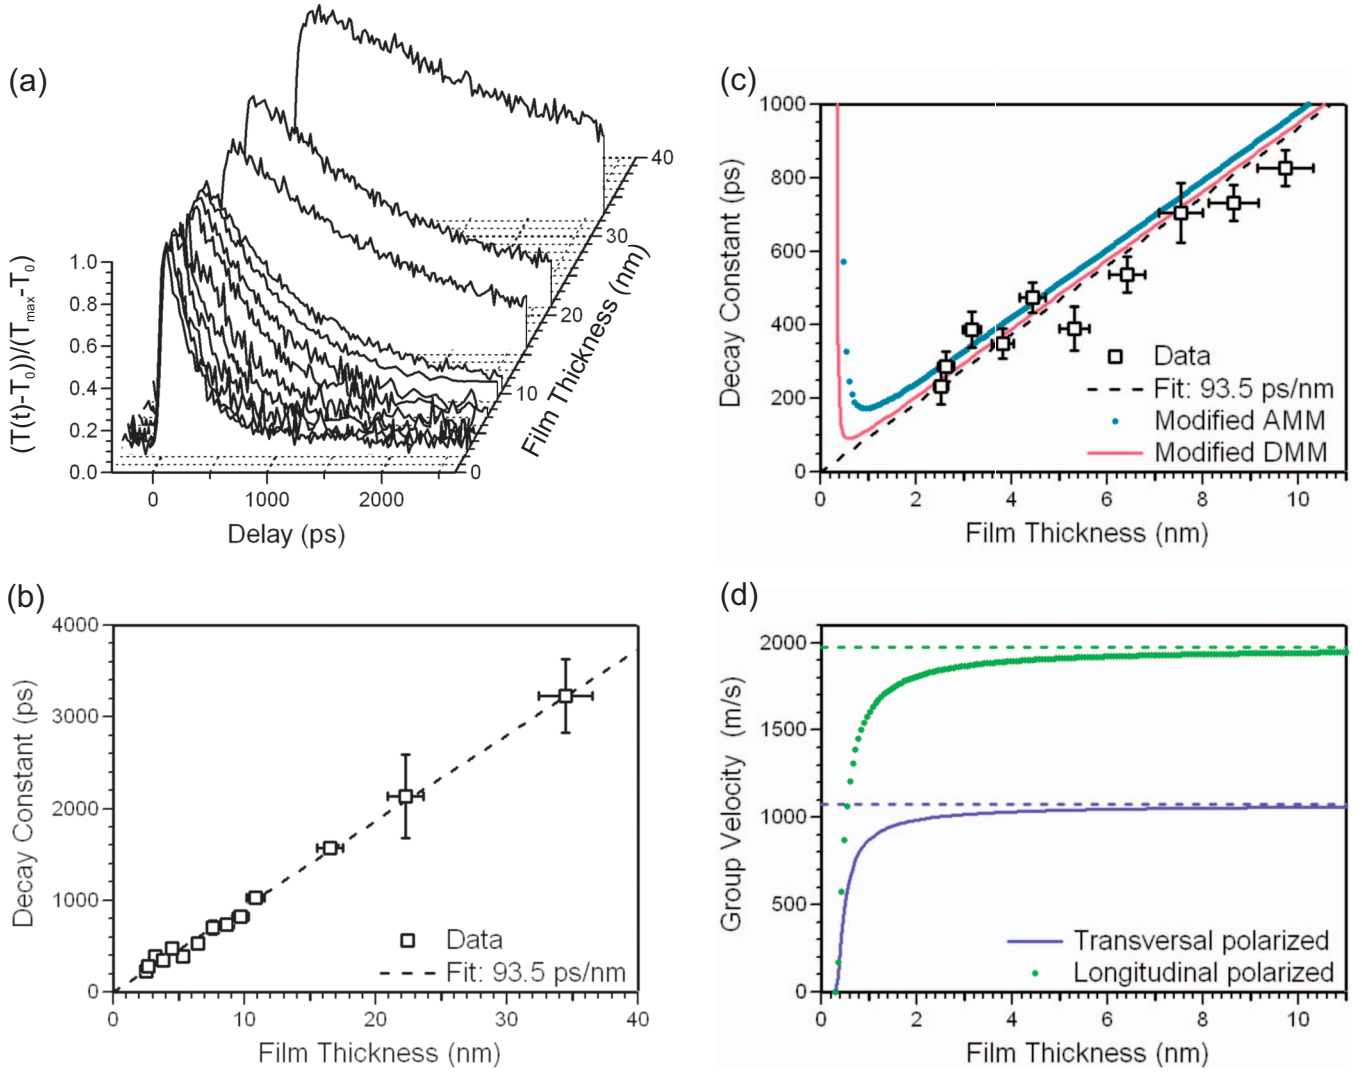 (a)
(T(t)-T0))/(Tmax-T0)
1.0
0.8
0.6
0.4
0.2
0.0
0
1000
2000
Delay (ps)
0
10
20
30
40
Film Thickness (nm)
(c)
Decay Constant (ps)
1000
800
600
400
200
0
0
2
4
6
8
10
Film Thickness (nm)
Data
Fit: 93.5 ps/nm
Modified AMM
Modified DMM
(b)
Decay Constant (ps)
4000
3000
2000
1000
0
0
10
20
30
40
Film Thickness (nm)
Data
Fit: 93.5 ps/nm
(d)
Group Velocity (m/s)
2000
1500
1000
500
0
0
2
4
6
8
10
Film Thickness (nm)
Transversal polarized
Longitudinal polarized